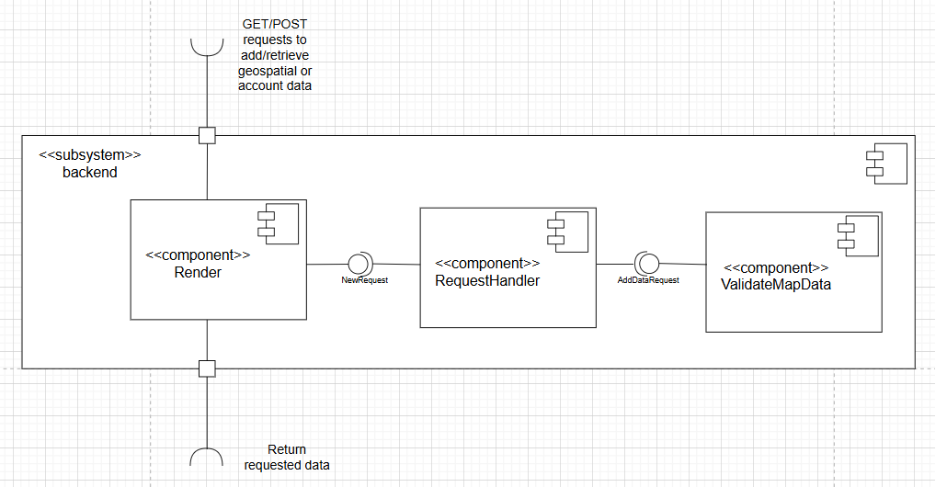 GET/POST
requests to
add/retrieve
geospatial or
account data
<<subsystem>>
backend
<<component>>
Render
NewRequest
<<component>>
RequestHandler
AddDataRequest
<<component>>
ValidateMapData
Return
requested data